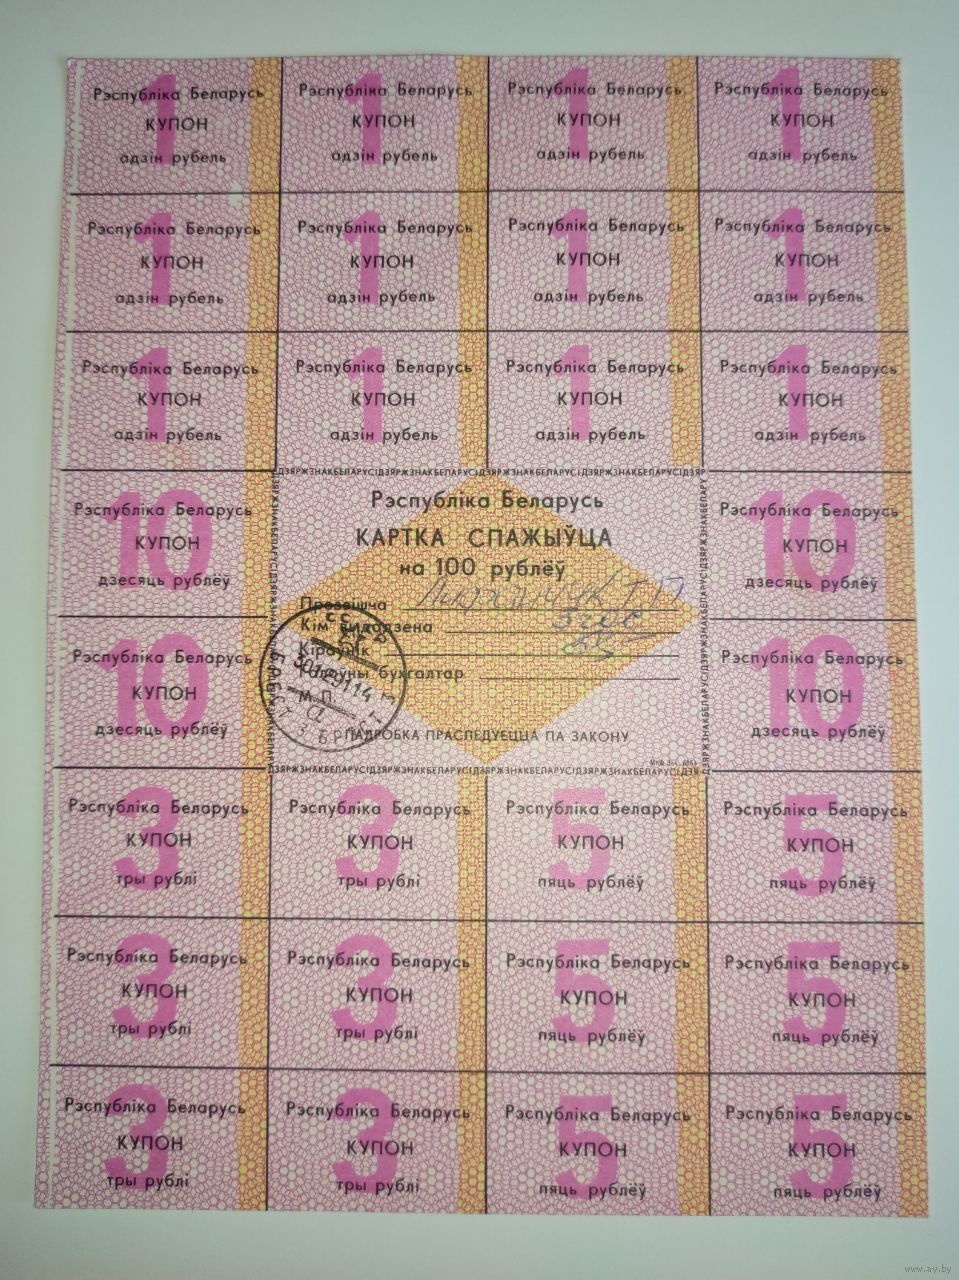 Рэспубліка Беларусь Рэспубліка Беларусь Рэспубліка Беларусь Рэспубліка Беларусь
1 КУПОН 1 КУПОН 1 КУПОН 1 КУПОН
адзін рубель адзін рубель адзін рубель адзін рубель
Рэспубліка Беларусь Рэспубліка Беларусь Рэспубліка Беларусь Рэспубліка Беларусь
1 КУПОН 1 КУПОН 1 КУПОН 1 КУПОН
адзін рубель адзін рубель адзін рубель адзін рубель
Рэспубліка Беларусь Рэспубліка Беларусь Рэспубліка Беларусь Рэспубліка Беларусь
1 КУПОН 1 КУПОН 1 КУПОН 1 КУПОН
адзін рубель адзін рубель адзін рубель адзін рубель
ДЗЯРЖЗНАКБЕЛАРУСІДЗЯРЖЗНАКБЕЛАРУСІДЗЯРЖЗНАКБЕЛАРУСІДЗЯРЖЗНАКБЕЛАРУСІДЗЯР
Рэспубліка Беларусь
10 КУПОН
дзесяць рублёў
Рэспубліка Беларусь
10 КУПОН
дзесяць рублёў
Рэспубліка Беларусь
КАРТКА СПАЖЫЎЦА
на 100 рублёў
Прозвішча
Кім выдадзена
Кіраўнік
Галоўны бухгалтар
М.П.
ПАДРОБКА ПРАСЛЕДУЕЦЦА ПА ЗАКОНУ
Рэспубліка Беларусь
10 КУПОН
дзесяць рублёў
Рэспубліка Беларусь
10 КУПОН
дзесяць рублёў
ДЗЯРЖЗНАКБЕЛАРУСІДЗЯРЖЗНАКБЕЛАРУСІДЗЯРЖЗНАКБЕЛАРУСІДЗЯРЖЗНАКБЕЛАРУСІДЗЯ
Рэспубліка Беларусь Рэспубліка Беларусь Рэспубліка Беларусь Рэспубліка Беларусь
3 КУПОН 3 КУПОН 5 КУПОН 5 КУПОН
тры рублі тры рублі пяць рублёў пяць рублёў
Рэспубліка Беларусь Рэспубліка Беларусь Рэспубліка Беларусь Рэспубліка Беларусь
3 КУПОН 3 КУПОН 5 КУПОН 5 КУПОН
тры рублі тры рублі пяць рублёў пяць рублёў
Рэспубліка Беларусь Рэспубліка Беларусь Рэспубліка Беларусь Рэспубліка Беларусь
3 КУПОН 3 КУПОН 5 КУПОН 5 КУПОН
тры рублі тры рублі пяць рублёў пяць рублёў
www.ay.by